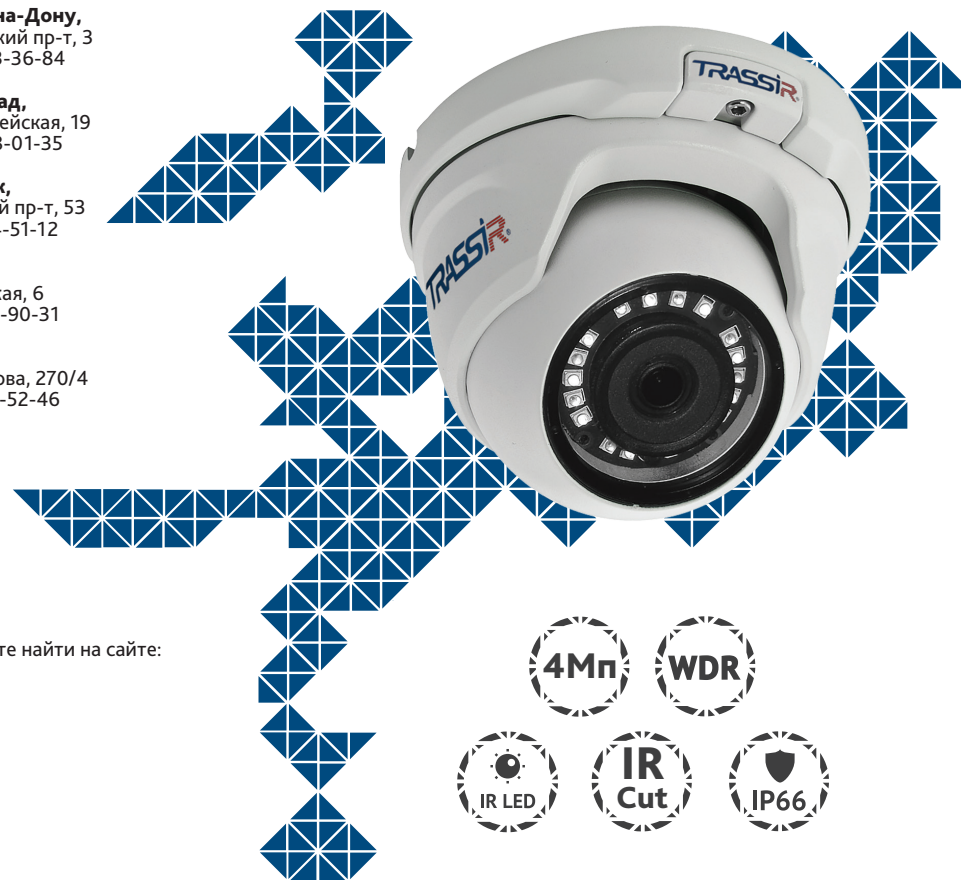 на-Дону,
кий пр-т, 3
3-36-84
ад,
ейская, 19
3-01-35
к,
й пр-т, 53
-51-12
кая, 6
-90-31
ова, 270/4
-52-46
те найти на сайте:
TRASSIR
TRASSIR
4Мп
WDR
IR LED
IR
Cut
IP66